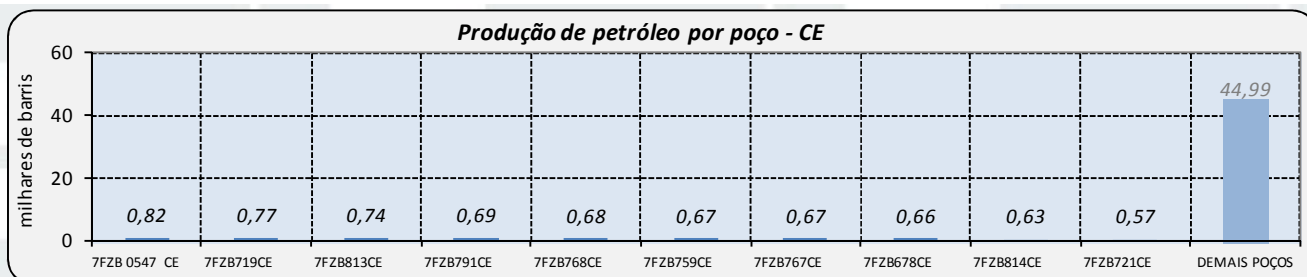 Produção de petróleo por poço - CE
milhares de barris
60
40
20
0
0,82 0,77 0,74 0,69 0,68 0,67 0,67 0,66 0,63 0,57 44,99
7FZB 0547 CE 7FZB719CE 7FZB813CE 7FZB791CE 7FZB768CE 7FZB759CE 7FZB767CE 7FZB678CE 7FZB814CE 7FZB721CE DEMAIS POÇOS